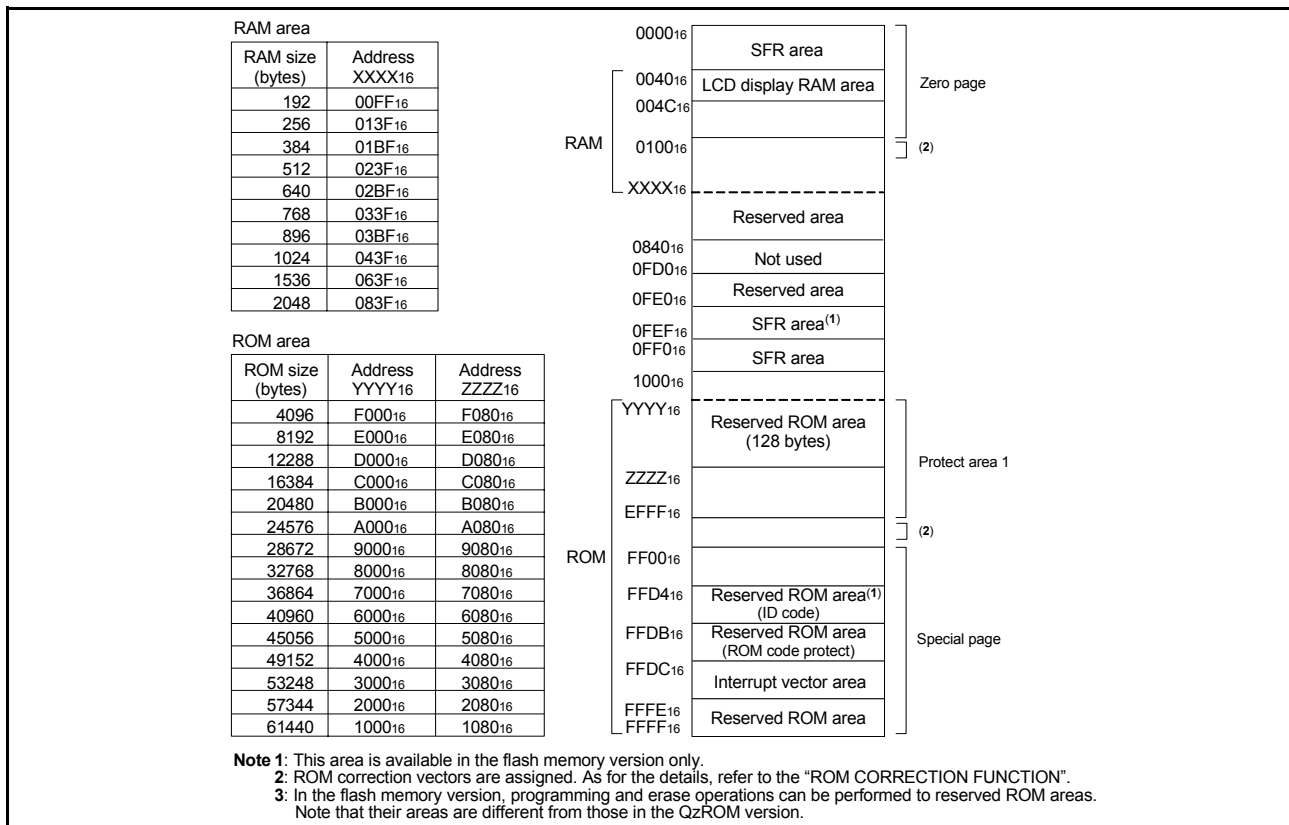 RAM area
RAM size (bytes) Address XXXX16
192 00FF16
256 013F16
384 01BF16
512 023F16
640 02BF16
768 033F16
896 03BF16
1024 043F16
1536 063F16
2048 083F16
ROM area
ROM size (bytes) Address YYYY16 Address ZZZZ16
4096 F00016 F08016
8192 E00016 E08016
12288 D00016 D08016
16384 C00016 C08016
20480 B00016 B08016
24576 A00016 A08016
28672 900016 908016
32768 800016 808016
36864 700016 708016
40960 600016 608016
45056 500016 508016
49152 400016 408016
53248 300016 308016
57344 200016 208016
61440 100016 108016
000016
SFR area
004016
LCD display RAM area
Zero page
004C16
RAM
010016
(2)
XXXX16
Reserved area
084016
Not used
0FD016
Reserved area
0FE016
SFR area(1)
0FEF16
0FF016
SFR area
100016
YYYY16
Reserved ROM area
(128 bytes)
Protect area 1
ZZZZ16
EFFF16
(2)
ROM
FF0016
FFD416
Reserved ROM area(1)
(ID code)
FFDB16
Reserved ROM area
(ROM code protect)
Special page
FFDC16
Interrupt vector area
FFFE16
Reserved ROM area
FFFF16
Note 1: This area is available in the flash memory version only.
2: ROM correction vectors are assigned. As for the details, refer to the “ROM CORRECTION FUNCTION”.
3: In the flash memory version, programming and erase operations can be performed to reserved ROM areas.
Note that their areas are different from those in the QzROM version.